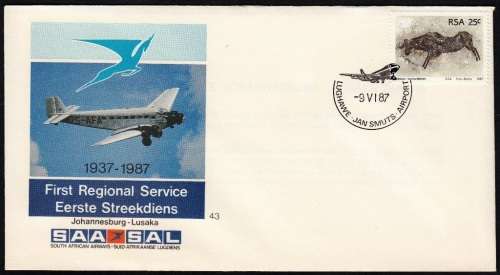 RSA 25c
LUGHAWE · JAN SMUTS · AIRPORT
-9 VI 87
1937-1987
First Regional Service
Eerste Streekdiens
Johannesburg - Lusaka
43
SAA SAL
SOUTH AFRICAN AIRWAYS-SUID-AFRIKAANSE LUGDIENS